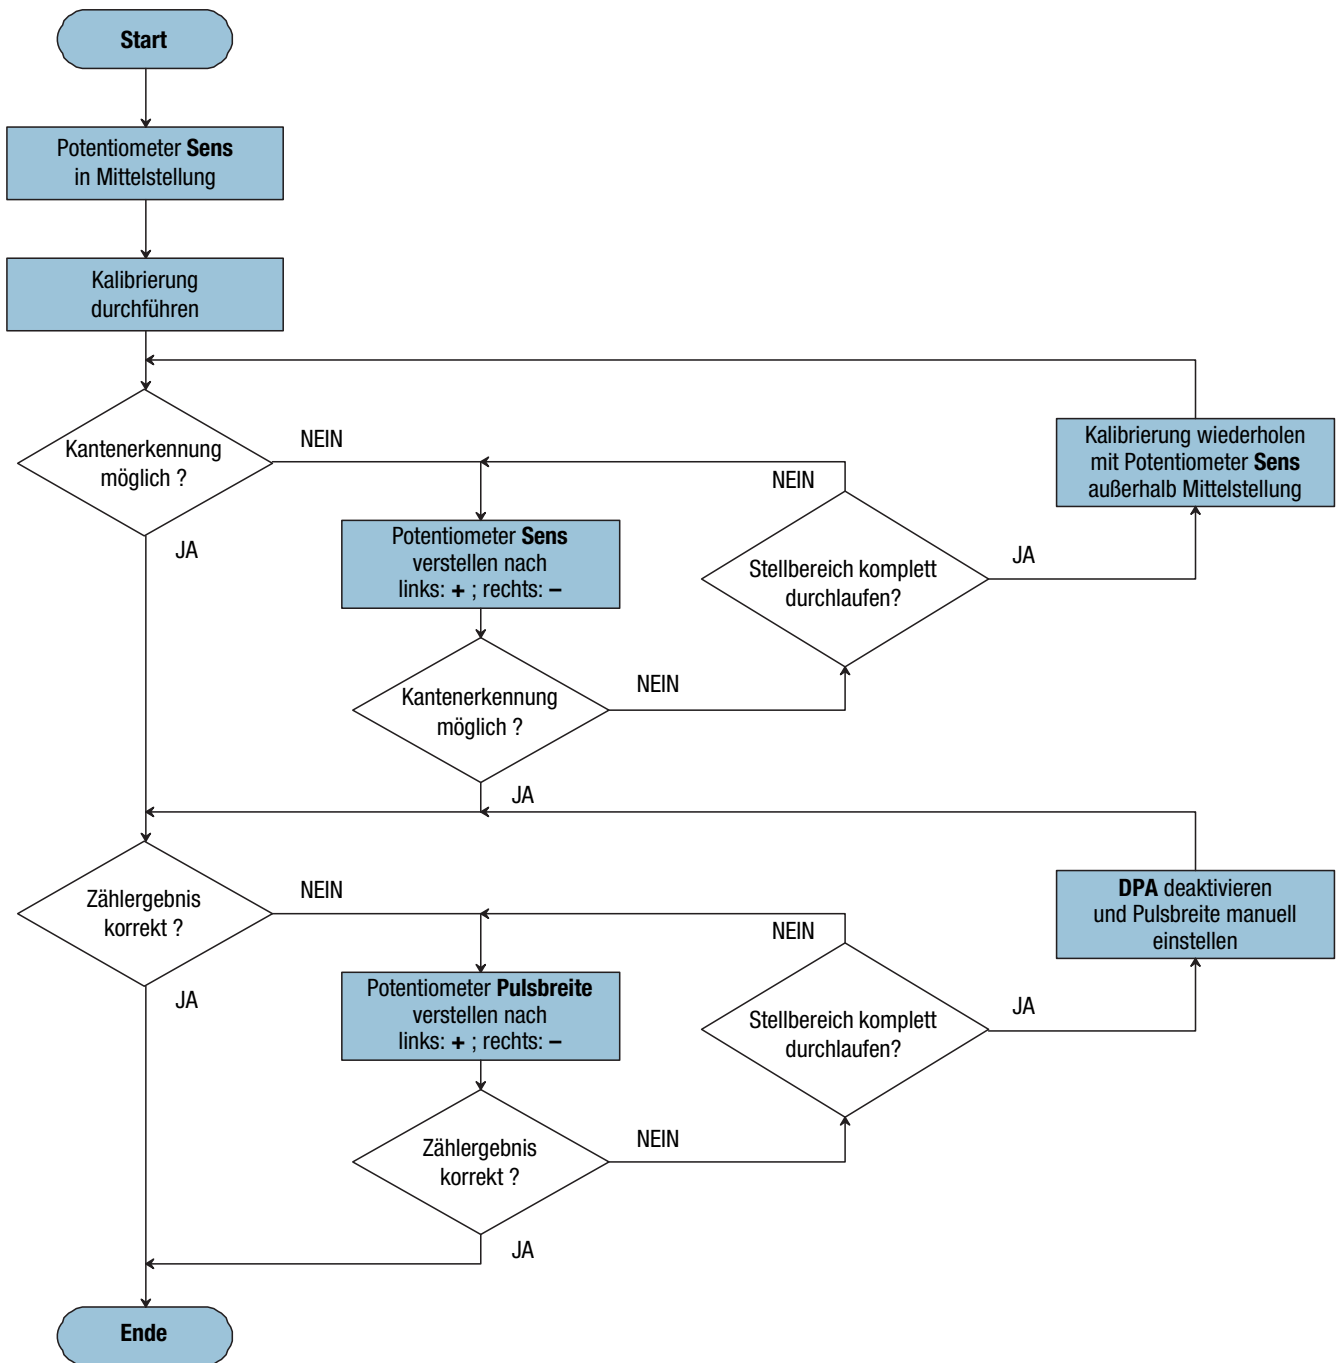 Start
Potentiometer Sens
in Mittelstellung
Kalibrierung
durchführen
Kantenerkennung
möglich ?
NEIN
JA
Potentiometer Sens
verstellen nach
links: + ; rechts: –
Kantenerkennung
möglich ?
NEIN
JA
Stellbereich komplett
durchlaufen?
NEIN
JA
Kalibrierung wiederholen
mit Potentiometer Sens
außerhalb Mittelstellung
Zählergebnis
korrekt ?
NEIN
JA
Potentiometer Pulsbreite
verstellen nach
links: + ; rechts: –
Zählergebnis
korrekt ?
NEIN
JA
Stellbereich komplett
durchlaufen?
NEIN
JA
DPA deaktivieren
und Pulsbreite manuell
einstellen
Ende